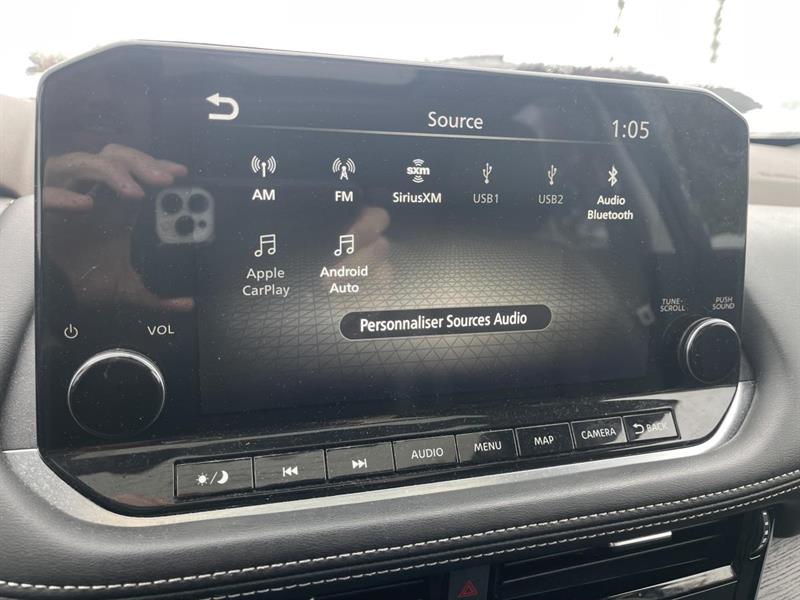 Source
1:05
AM
FM
sxm
SiriusXM
USB1
USB2
Audio
Bluetooth
Apple
CarPlay
Android
Auto
Personnaliser Sources Audio
VOL
TUNE·
SCROLL
PUSH
SOUND
AUDIO
MENU
MAP
CAMERA
BACK